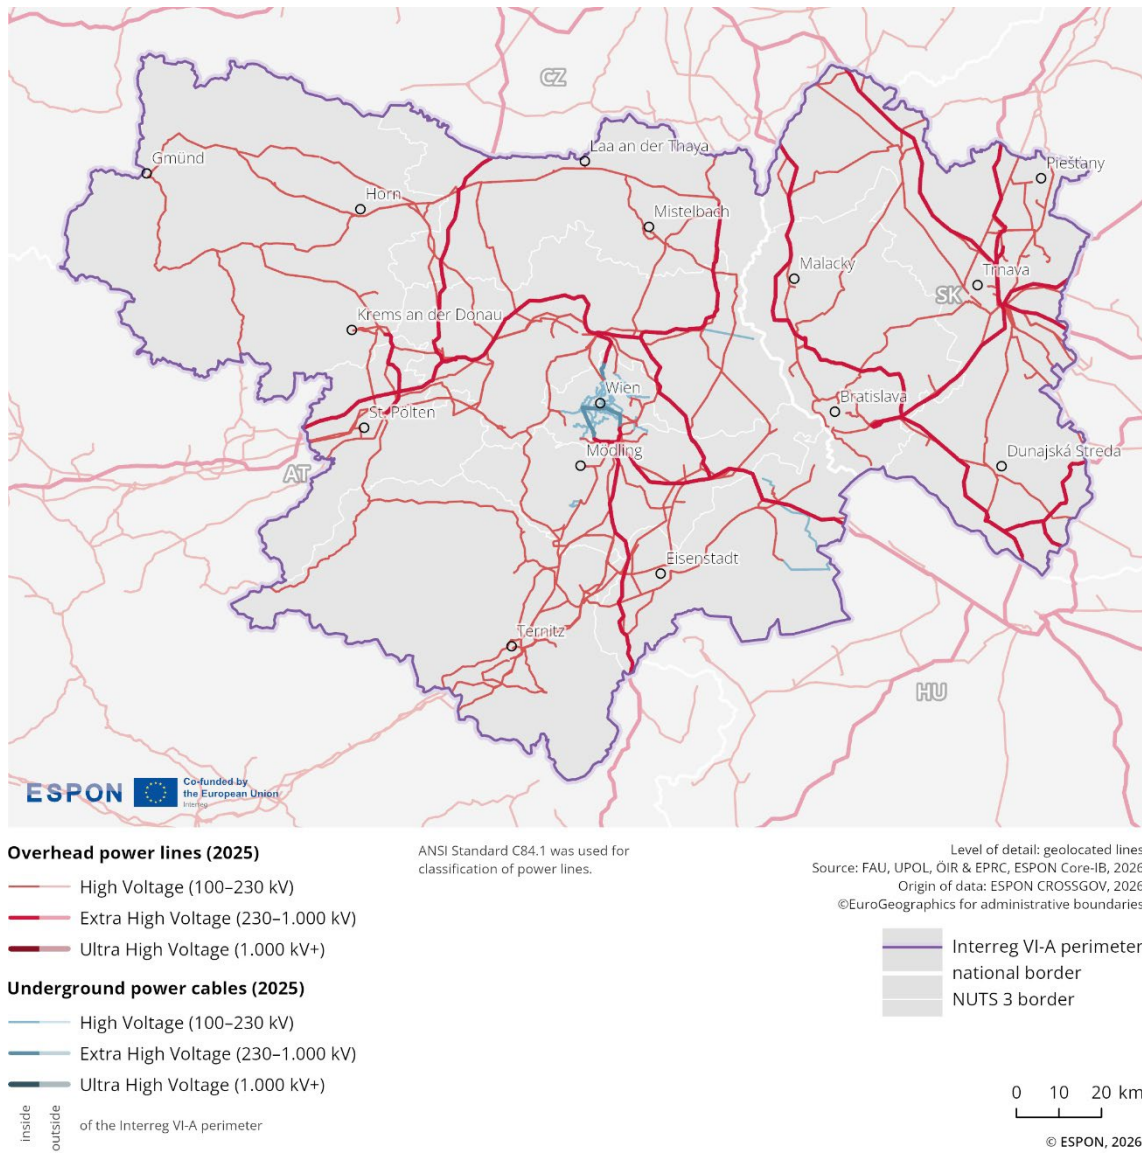 CZ
Laa an der Thaya
Gmünd
Piešťany
Horn
Mistelbach
Malacky
Trnava
SK
Krems an der Donau
Wien
Bratislava
St. Pölten
Mödling
Dunajská Streda
AT
Eisenstadt
Ternitz
HU
ESPON
Co-funded by
the European Union
Interreg
Overhead power lines (2025)
High Voltage (100–230 kV)
Extra High Voltage (230–1.000 kV)
Ultra High Voltage (1.000 kV+)
Underground power cables (2025)
High Voltage (100–230 kV)
Extra High Voltage (230–1.000 kV)
Ultra High Voltage (1.000 kV+)
inside
outside
of the Interreg VI-A perimeter
ANSI Standard C84.1 was used for
classification of power lines.
Level of detail: geolocated lines
Source: FAU, UPOL, ÖIR & EPRC, ESPON Core-IB, 2026
Origin of data: ESPON CROSSGOV, 2026
©EuroGeographics for administrative boundaries
Interreg VI-A perimeter
national border
NUTS 3 border
0 10 20 km
© ESPON, 2026